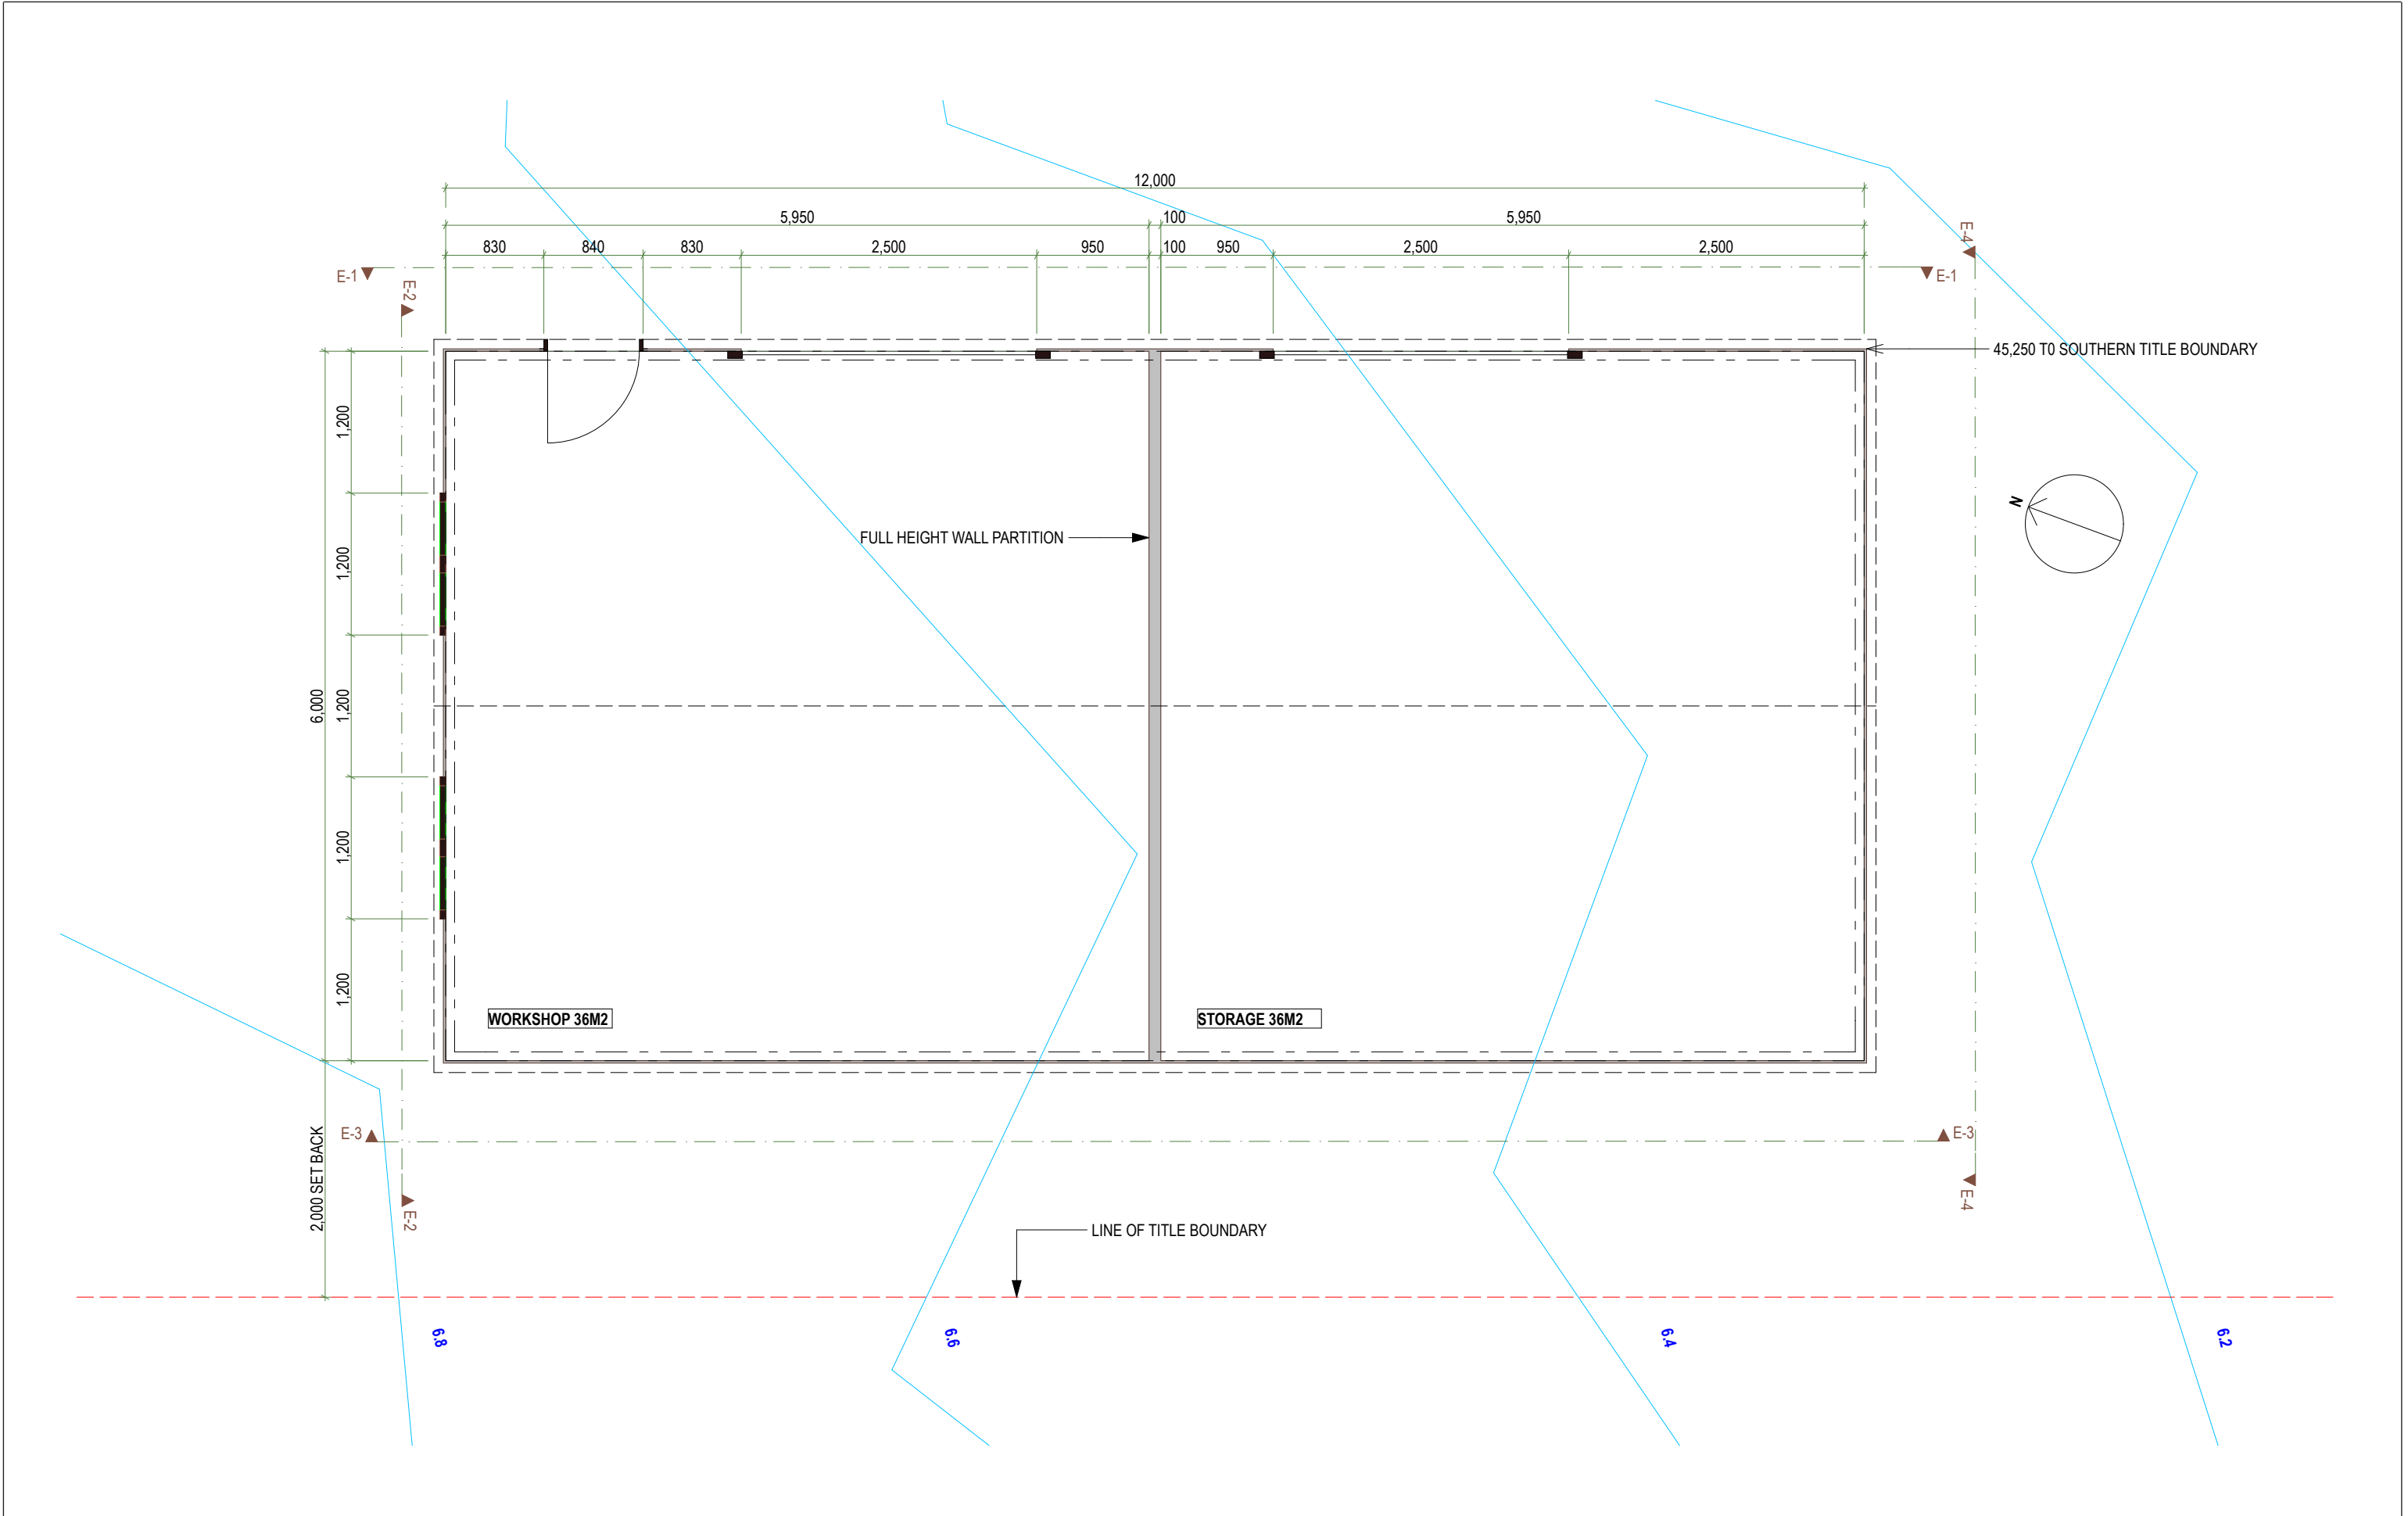 12,000
5,950
100
5,950
830
840
830
2,500
950
100
950
2,500
2,500
E-4
E-1
E-1
E-2
45,250 T0 SOUTHERN TITLE BOUNDARY
1,200
N
FULL HEIGHT WALL PARTITION
1,200
6,000
1,200
1,200
1,200
WORKSHOP 36M2
STORAGE 36M2
E-3
E-3
2,000 SET BACK
E-2
E-4
LINE OF TITLE BOUNDARY
6.8
6.6
6.4
6.2